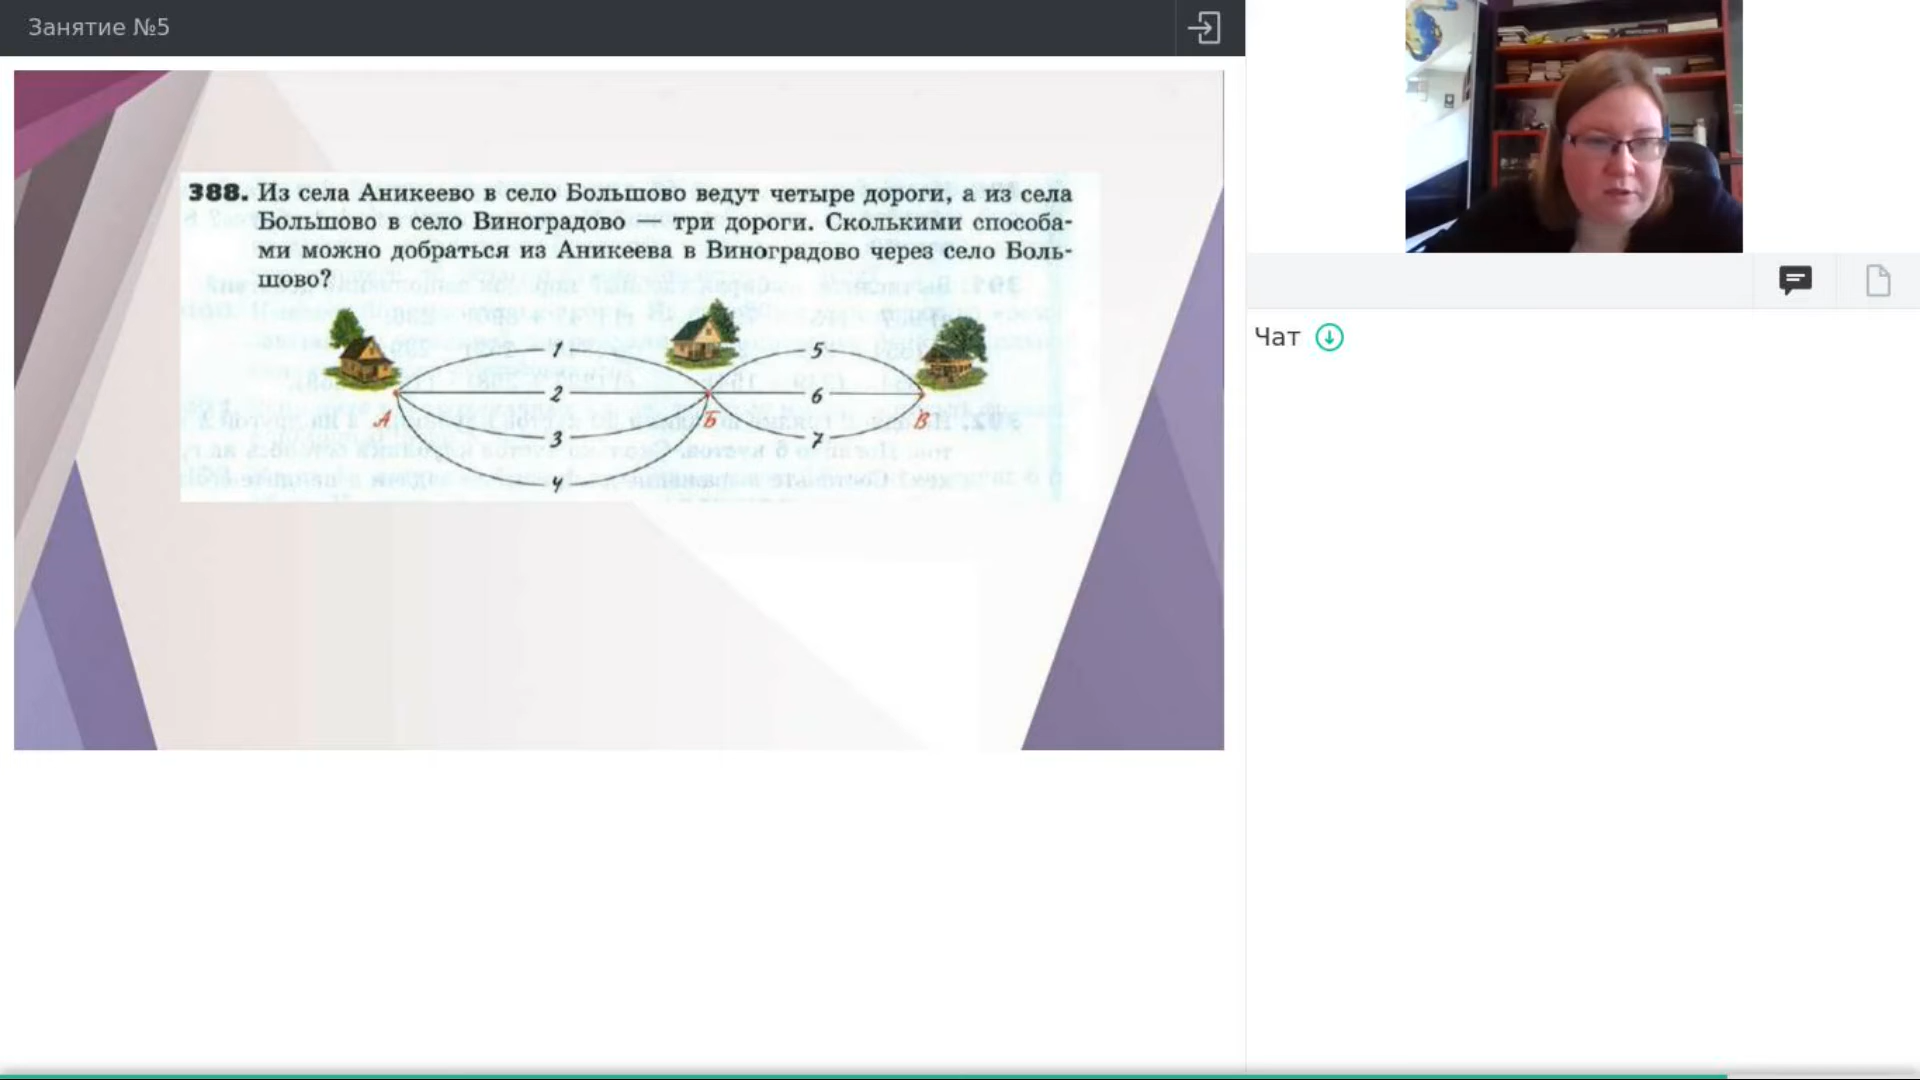 Занятие №5
388. Из села Аникеево в село Большово ведут четыре дороги, а из села
Большово в село Виноградово — три дороги. Сколькими способа-
ми можно добраться из Аникеева в Виноградово через село Боль-
шово?
1
5
2
6
А
Б
В
3
7
4
Чат